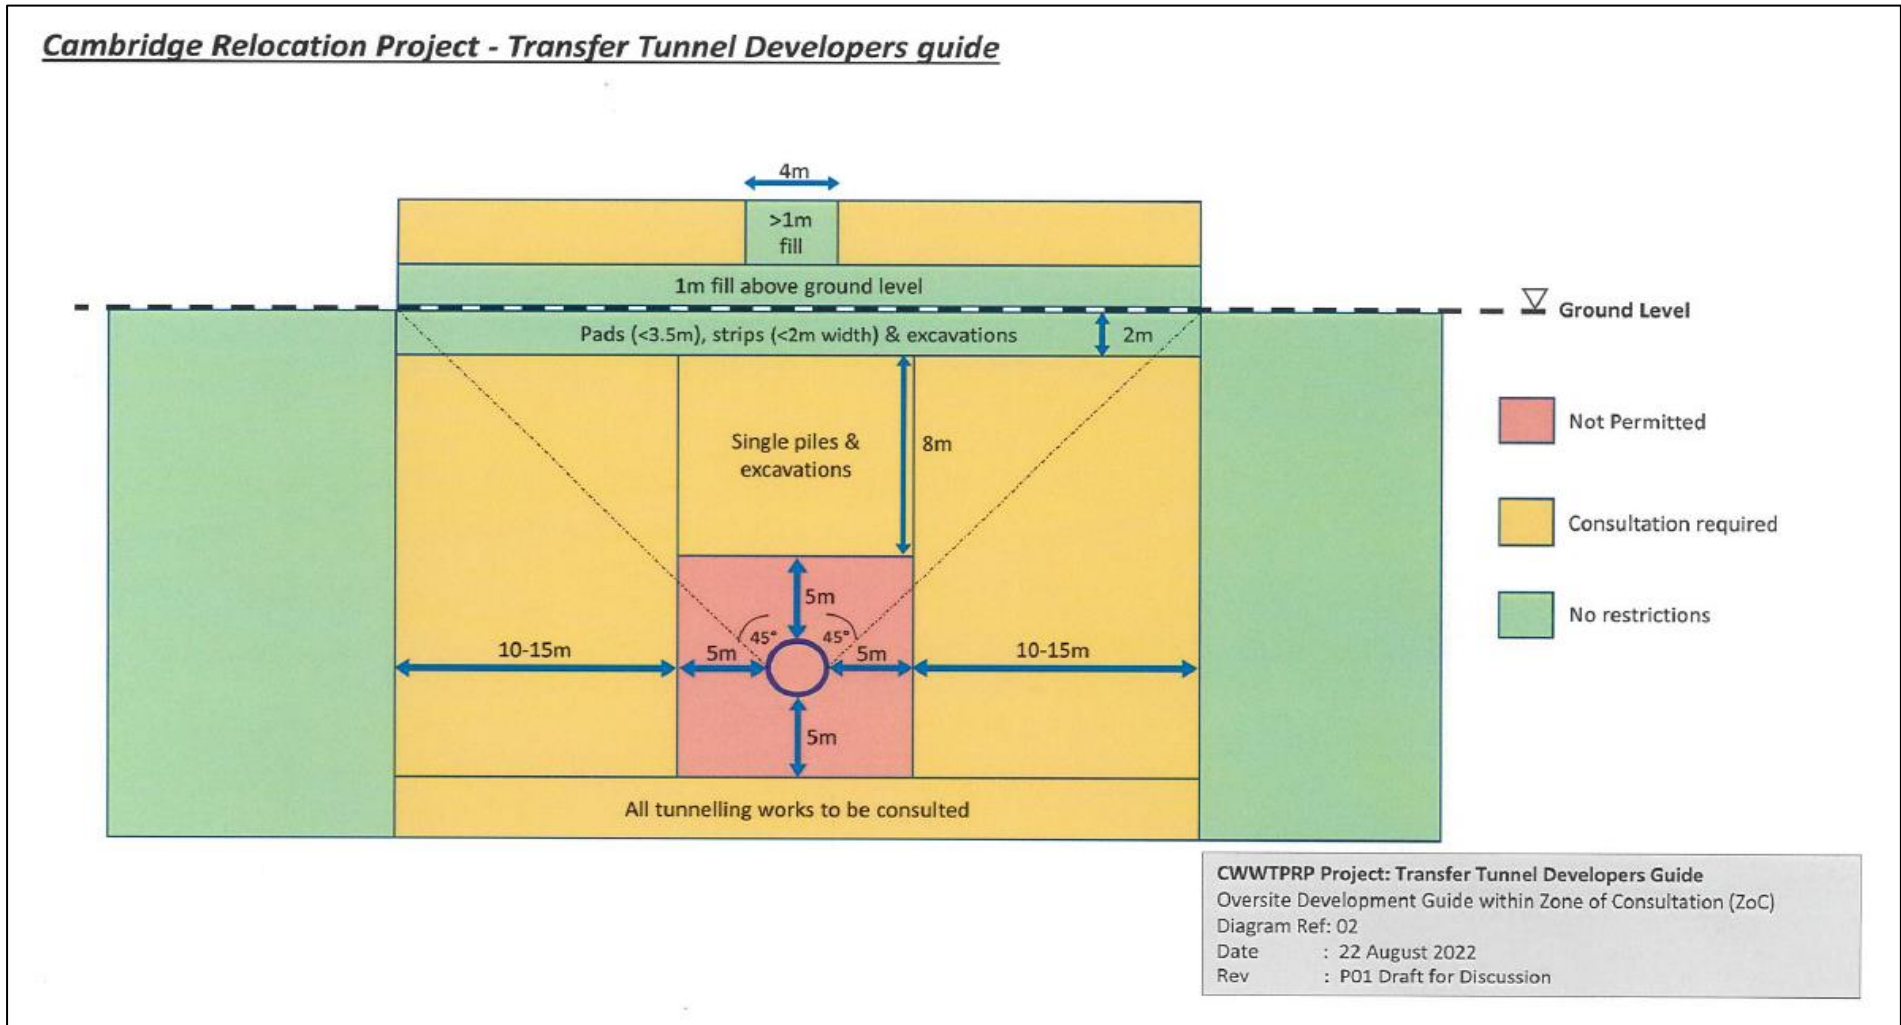 Cambridge Relocation Project - Transfer Tunnel Developers guide
4m
>1m
fill
1m fill above ground level
Ground Level
Pads (<3.5m), strips (<2m width) & excavations
2m
Single piles &
excavations
8m
Not Permitted
Consultation required
No restrictions
5m
45°
45°
10-15m
5m
5m
10-15m
5m
All tunnelling works to be consulted
CWWTPRP Project: Transfer Tunnel Developers Guide
Oversite Development Guide within Zone of Consultation (ZoC)
Diagram Ref: 02
Date : 22 August 2022
Rev : P01 Draft for Discussion